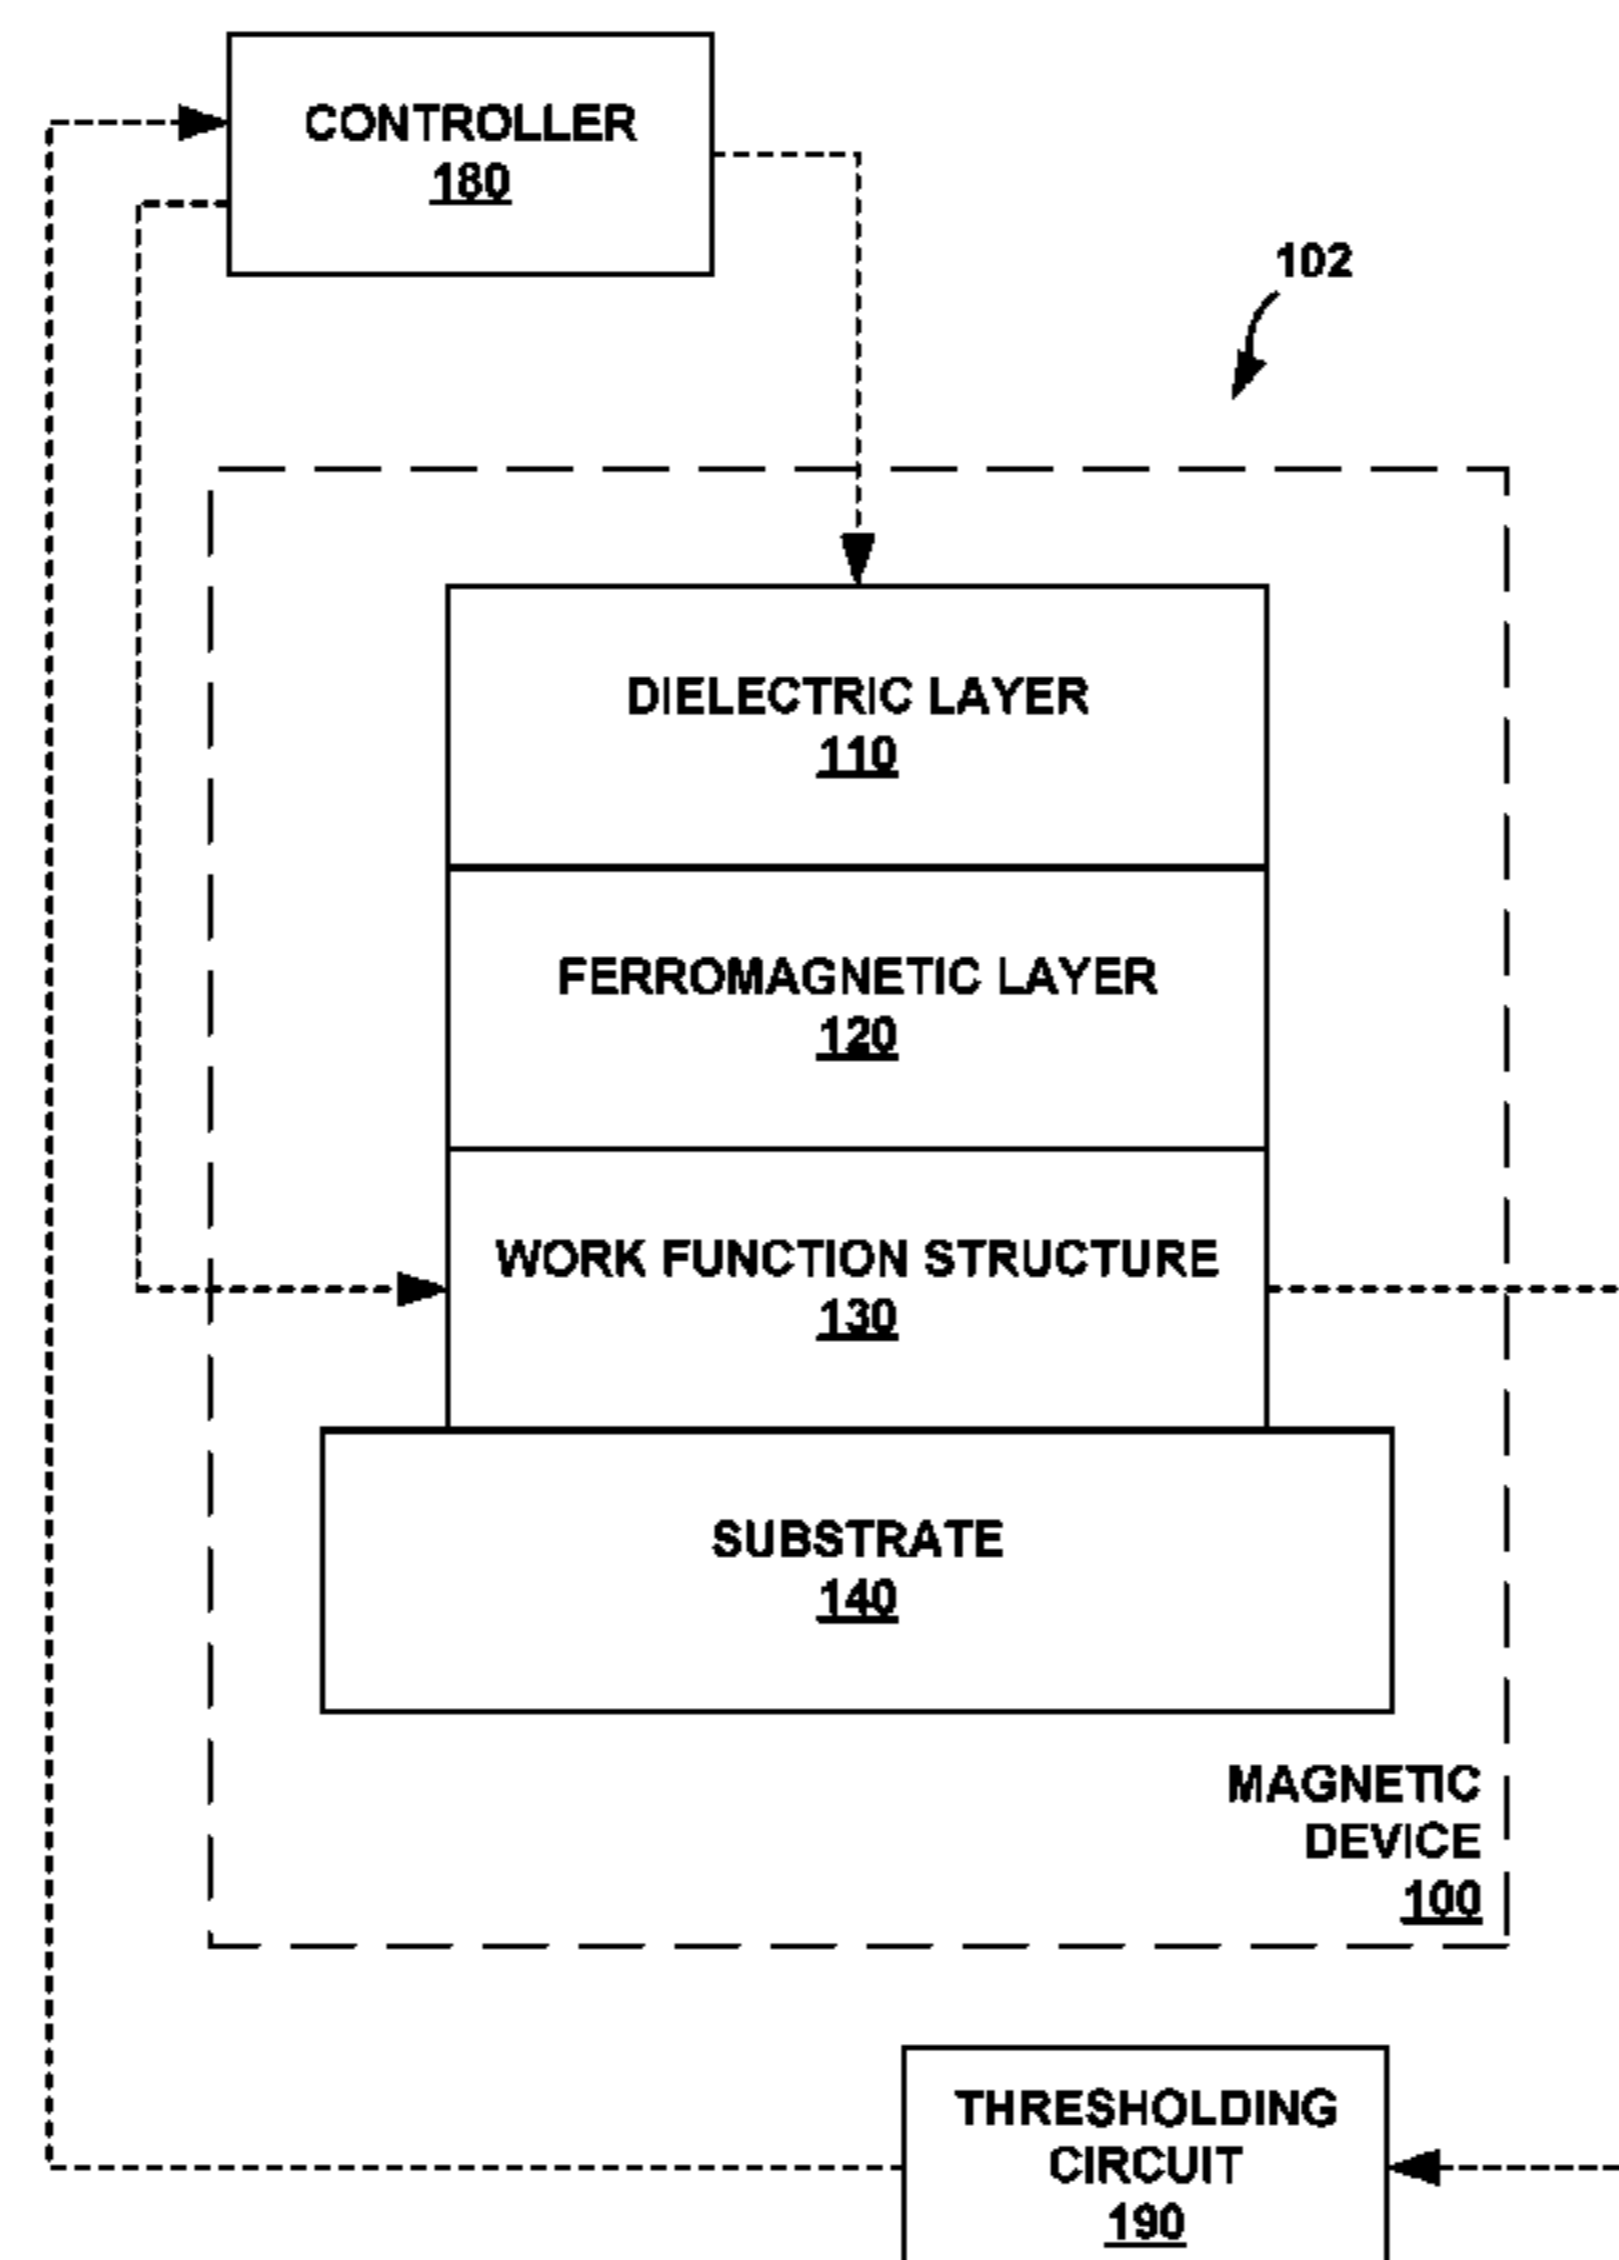 CONTROLLER
180
102
DIELECTRIC LAYER
110
FERROMAGNETIC LAYER
120
WORK FUNCTION STRUCTURE
130
SUBSTRATE
140
MAGNETIC
DEVICE
100
THRESHOLDING
CIRCUIT
190